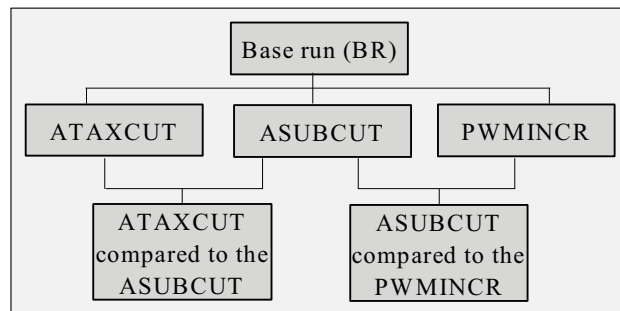 Base run (BR)
ATAXCUT
ASUBCUT
PWMINCR
ATAXCUT
compared to the
ASUBCUT
ASUBCUT
compared to the
PWMINCR